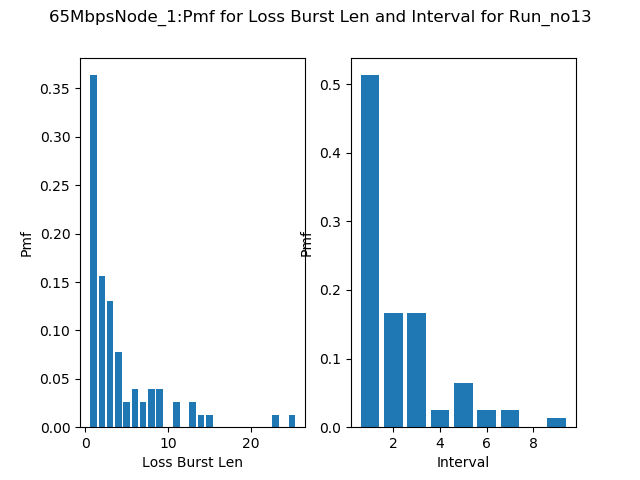 65MbpsNode_1:Pmf for Loss Burst Len and Interval for Run_no13
Pmf
0.35
0.30
0.25
0.20
0.15
0.10
0.05
0.00
0 10 20
Loss Burst Len
Pmf
0.5
0.4
0.3
0.2
0.1
0.0
2 4 6 8
Interval